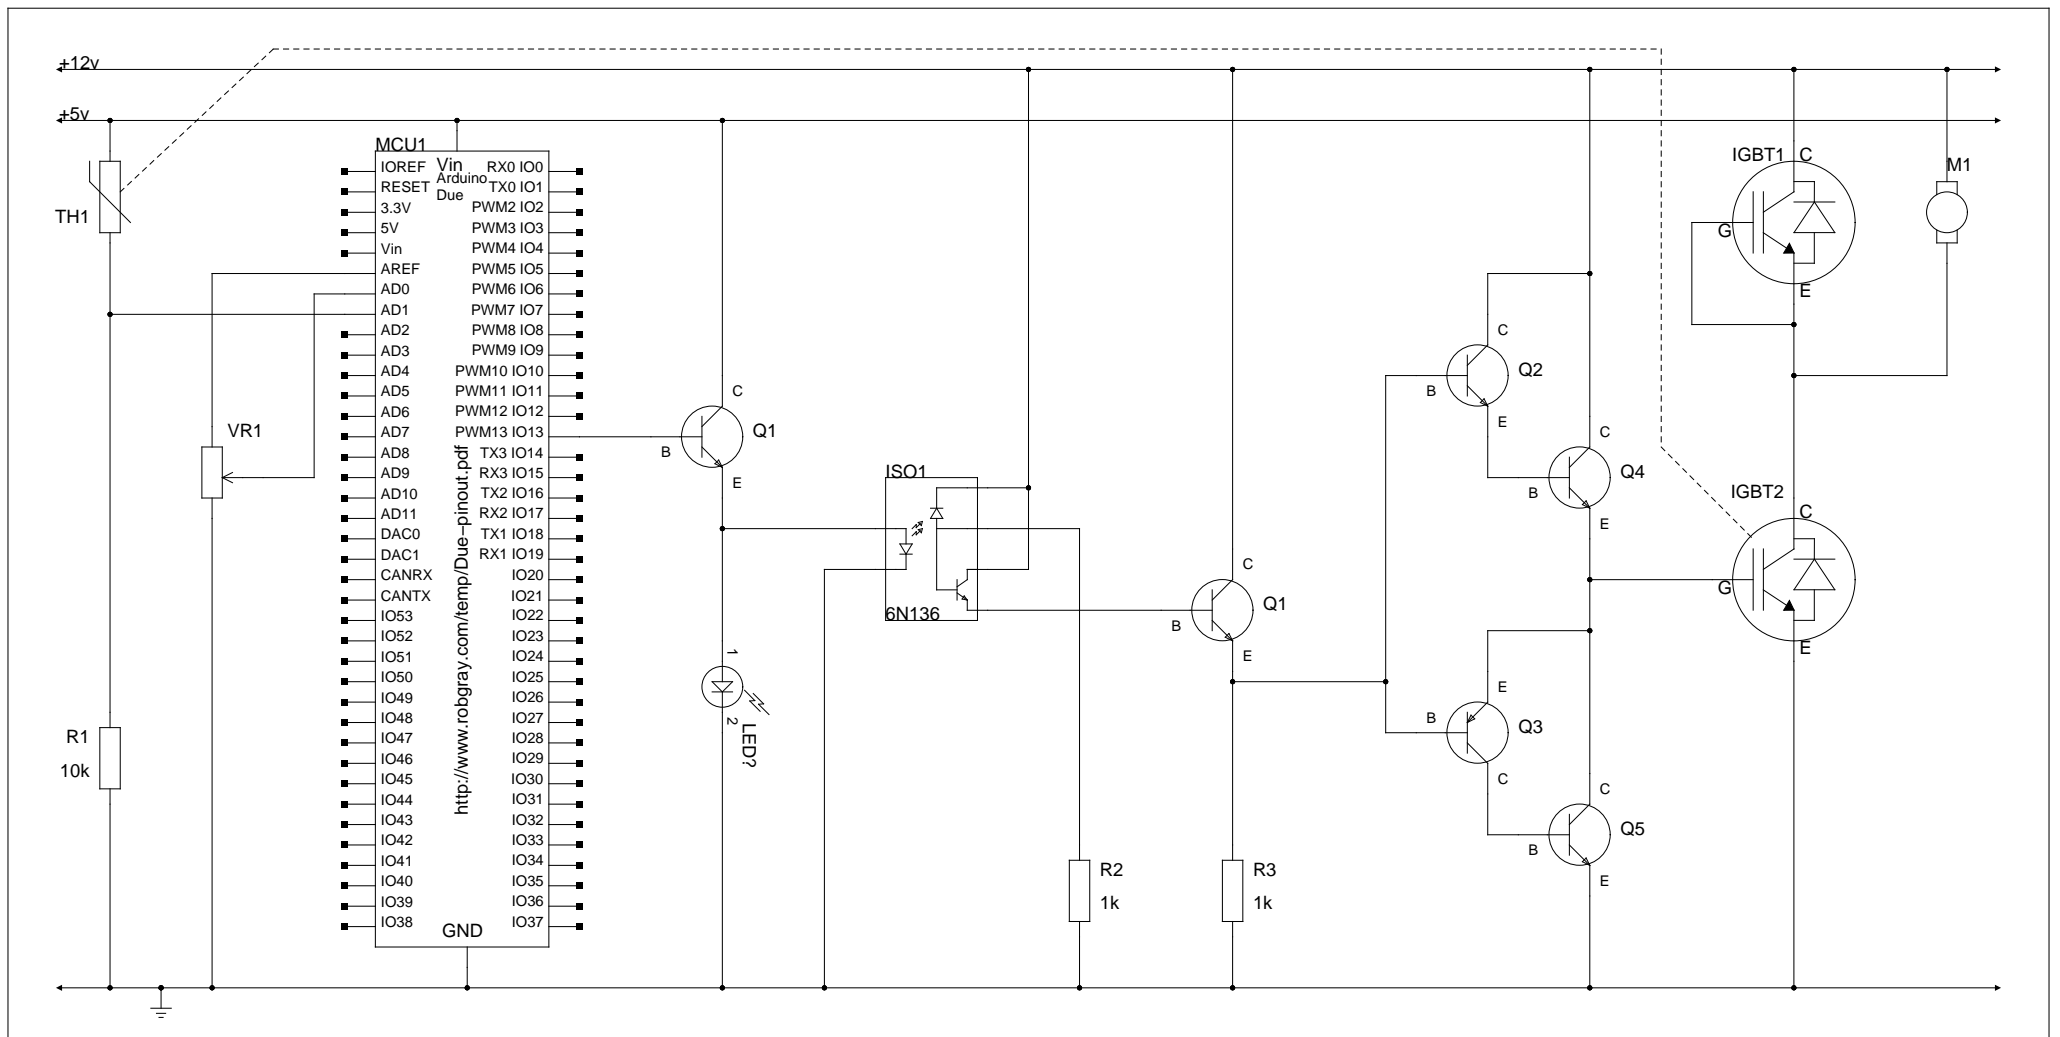 +12v
+5v
TH1
R1
10k
VR1
MCU1
Vin
Arduino
Due
IOREF
RESET
3.3V
5V
Vin
AREF
AD0
AD1
AD2
AD3
AD4
AD5
AD6
AD7
AD8
AD9
AD10
AD11
DAC0
DAC1
CANRX
CANTX
IO53
IO52
IO51
IO50
IO49
IO48
IO47
IO46
IO45
IO44
IO43
IO42
IO41
IO40
IO39
IO38
http://www.robgray.com/temp/Due-pinout.pdf
RX0 IO0
TX0 IO1
PWM2 IO2
PWM3 IO3
PWM4 IO4
PWM5 IO5
PWM6 IO6
PWM7 IO7
PWM8 IO8
PWM9 IO9
PWM10 IO10
PWM11 IO11
PWM12 IO12
PWM13 IO13
TX3 IO14
RX3 IO15
TX2 IO16
RX2 IO17
TX1 IO18
RX1 IO19
IO20
IO21
IO22
IO23
IO24
IO25
IO26
IO27
IO28
IO29
IO30
IO31
IO32
IO33
IO34
IO35
IO36
IO37
GND
C
B
E
Q1
1
2
LED?
ISO1
6N136
R2
1k
C
B
E
Q1
R3
1k
C
B
E
Q2
C
B
E
Q4
E
B
C
Q3
C
B
E
Q5
IGBT1
C
G
E
M1
IGBT2
C
G
E